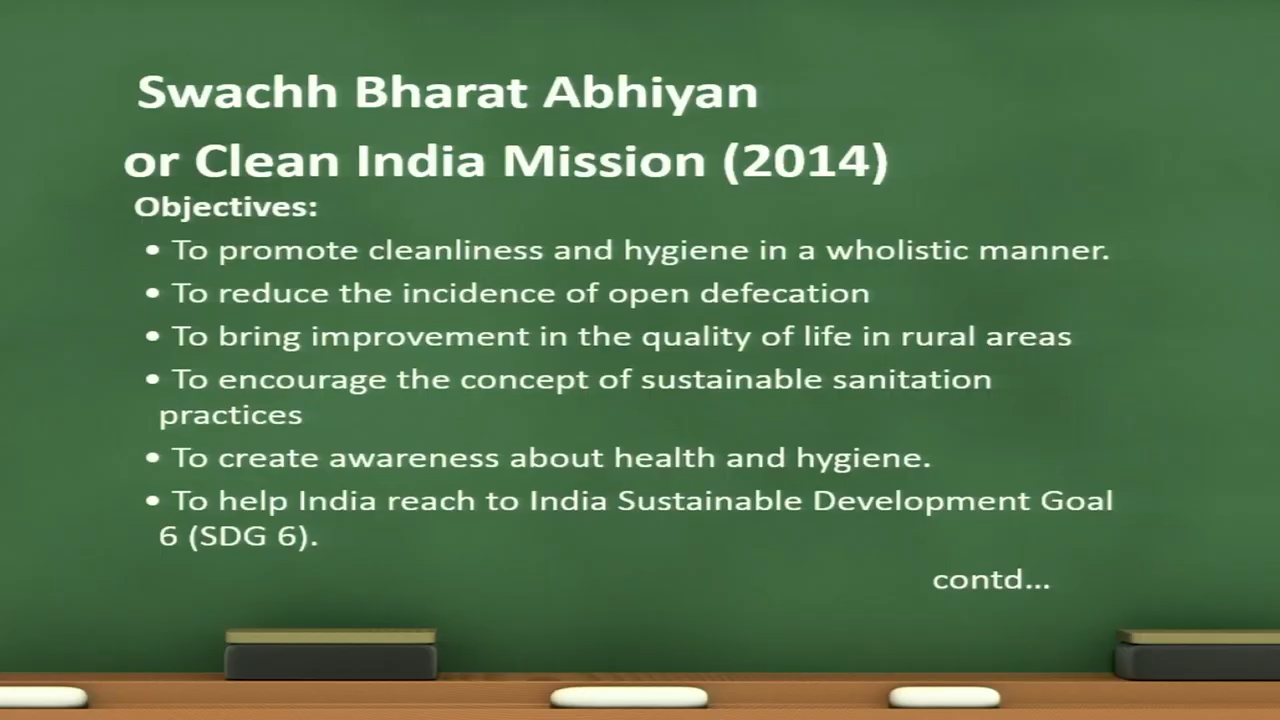 Swachh Bharat Abhiyan
or Clean India Mission (2014)
Objectives:
• To promote cleanliness and hygiene in a wholistic manner.
• To reduce the incidence of open defecation
• To bring improvement in the quality of life in rural areas
• To encourage the concept of sustainable sanitation
practices
• To create awareness about health and hygiene.
• To help India reach to India Sustainable Development Goal
6 (SDG 6).
contd...